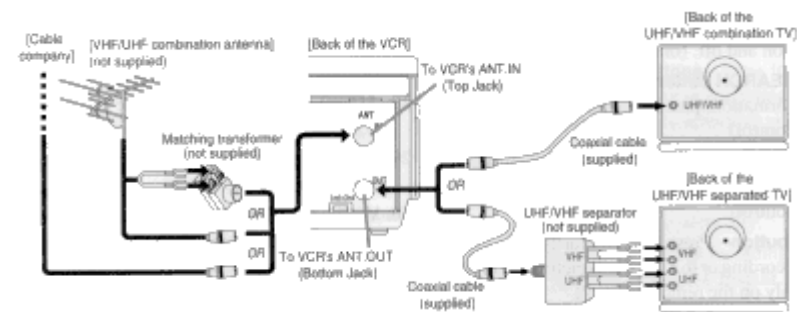 [Cable
company]
[VHF/UHF combination antenna]
(not supplied)
Matching transformer
(not supplied)
OR
OR
[Back of the VCR]
To VCR's ANT.IN
(Top Jack)
ANT
OR
To VCR's ANT.OUT
(Bottom Jack)
Coaxial cable
(supplied)
[Back of the
UHF/VHF combination TV]
UHF/VHF
Coaxial cable
(supplied)
UHF/VHF separator
(not supplied)
VHF
UHF
[Back of the
UHF/VHF separated TV]
VHF
UHF